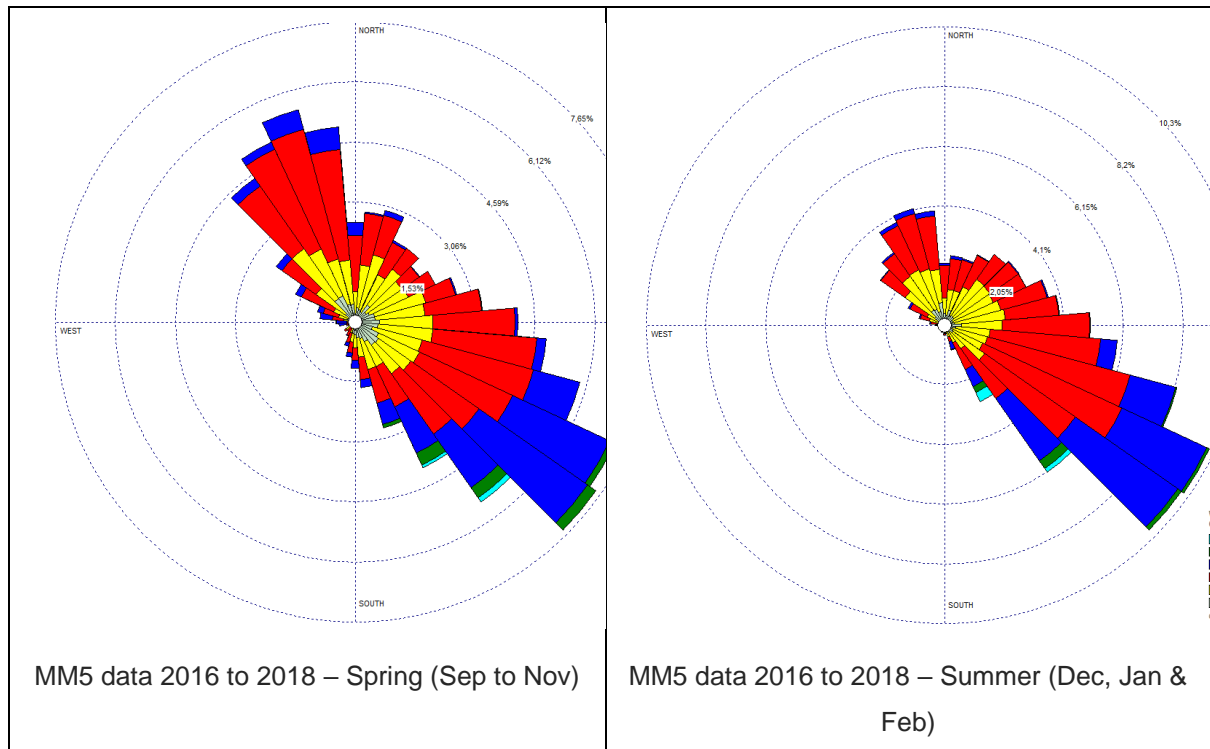 NORTH
7,65%
6,12%
4,59%
3,06%
1,53%
WEST
SOUTH
MM5 data 2016 to 2018 – Spring (Sep to Nov)
NORTH
10,3%
8,2%
6,15%
4,1%
2,05%
WEST
SOUTH
MM5 data 2016 to 2018 – Summer (Dec, Jan &
Feb)